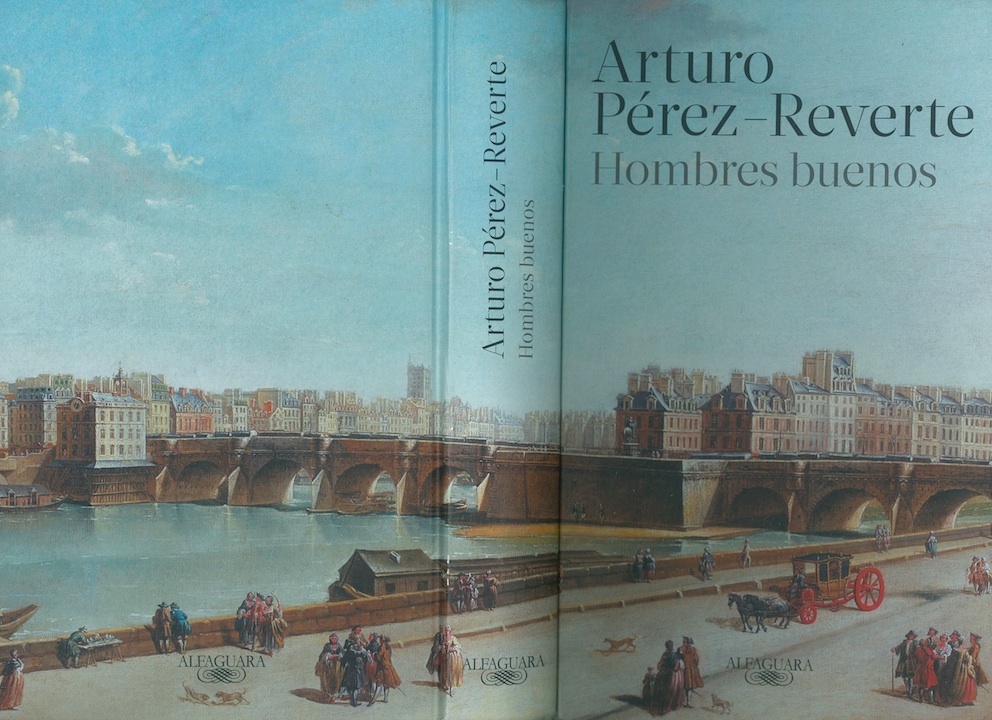 ALFAGUARA
Arturo Pérez-Reverte
Hombres buenos
ALFAGUARA
Arturo
Pérez-Reverte
Hombres buenos
ALFAGUARA